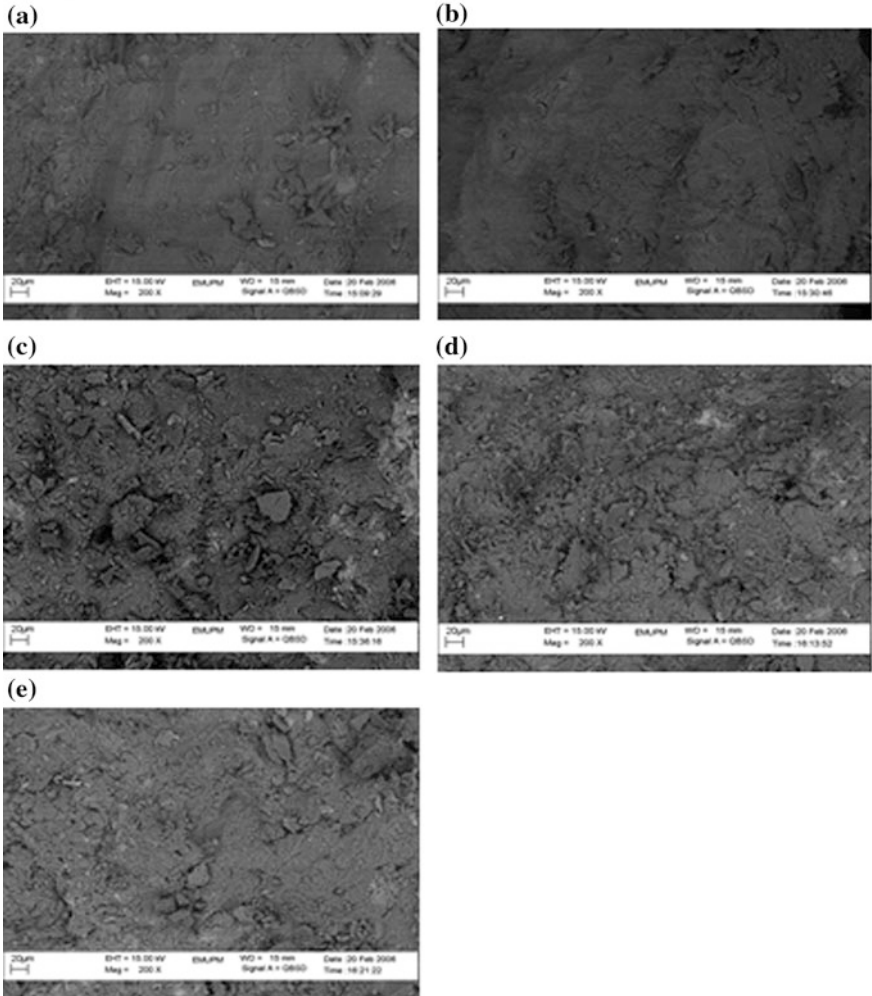 (a)
20μm EHT = 15.00 kV EMUPM WD = 15 mm Date :20 Feb 2006
Mag = 200 X Signal A = QBSD Time :15:09:29
(b)
20μm EHT = 15.00 kV EMUPM WD = 15 mm Date :20 Feb 2006
Mag = 200 X Signal A = QBSD Time :15:30:46
(c)
20μm EHT = 15.00 kV EMUPM WD = 15 mm Date :20 Feb 2006
Mag = 200 X Signal A = QBSD Time :15:36:16
(d)
20μm EHT = 15.00 kV EMUPM WD = 15 mm Date :20 Feb 2006
Mag = 200 X Signal A = QBSD Time :16:13:52
(e)
20μm EHT = 15.00 kV EMUPM WD = 15 mm Date :20 Feb 2006
Mag = 200 X Signal A = QBSD Time :16:21:22